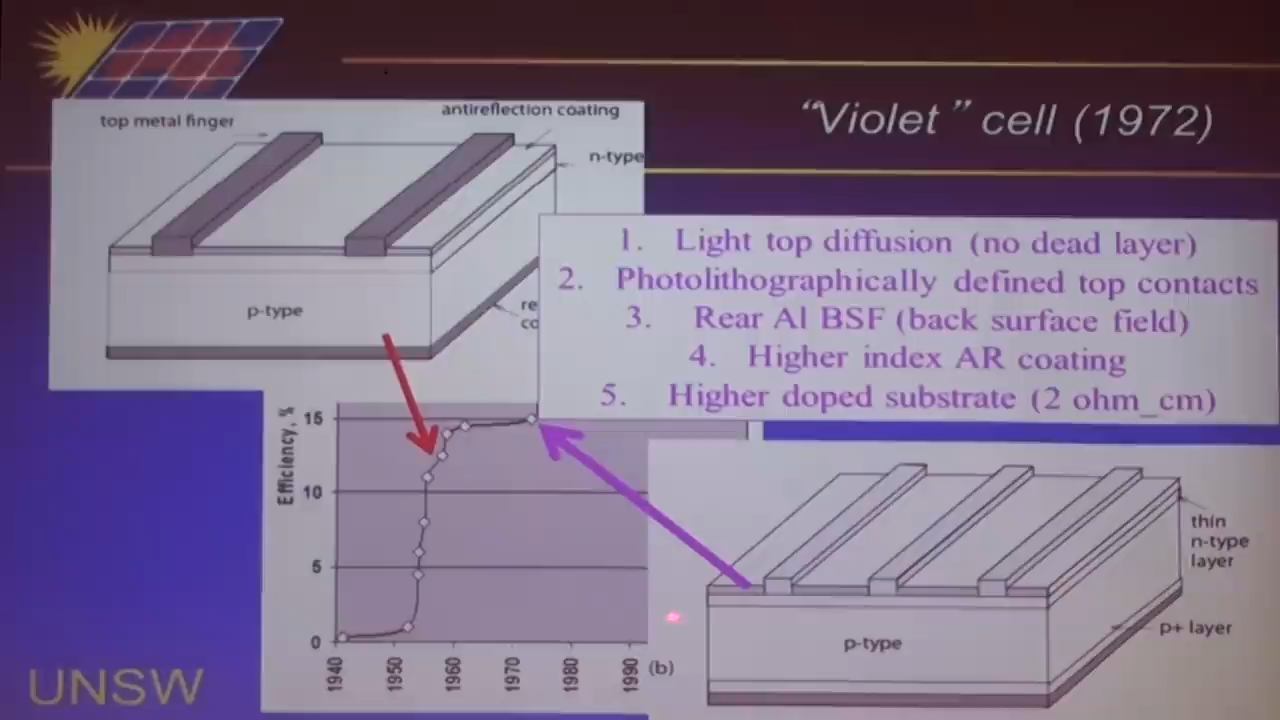 “Violet” cell (1972)
top metal finger
antireflection coating
n-type
p-type
re
co
1. Light top diffusion (no dead layer)
2. Photolithographically defined top contacts
3. Rear Al BSF (back surface field)
4. Higher index AR coating
5. Higher doped substrate (2 ohm_cm)
Efficiency, %
15
10
5
0
1940
1950
1960
1970
1980
1990
(b)
thin
n-type
layer
p-type
p+ layer
UNSW